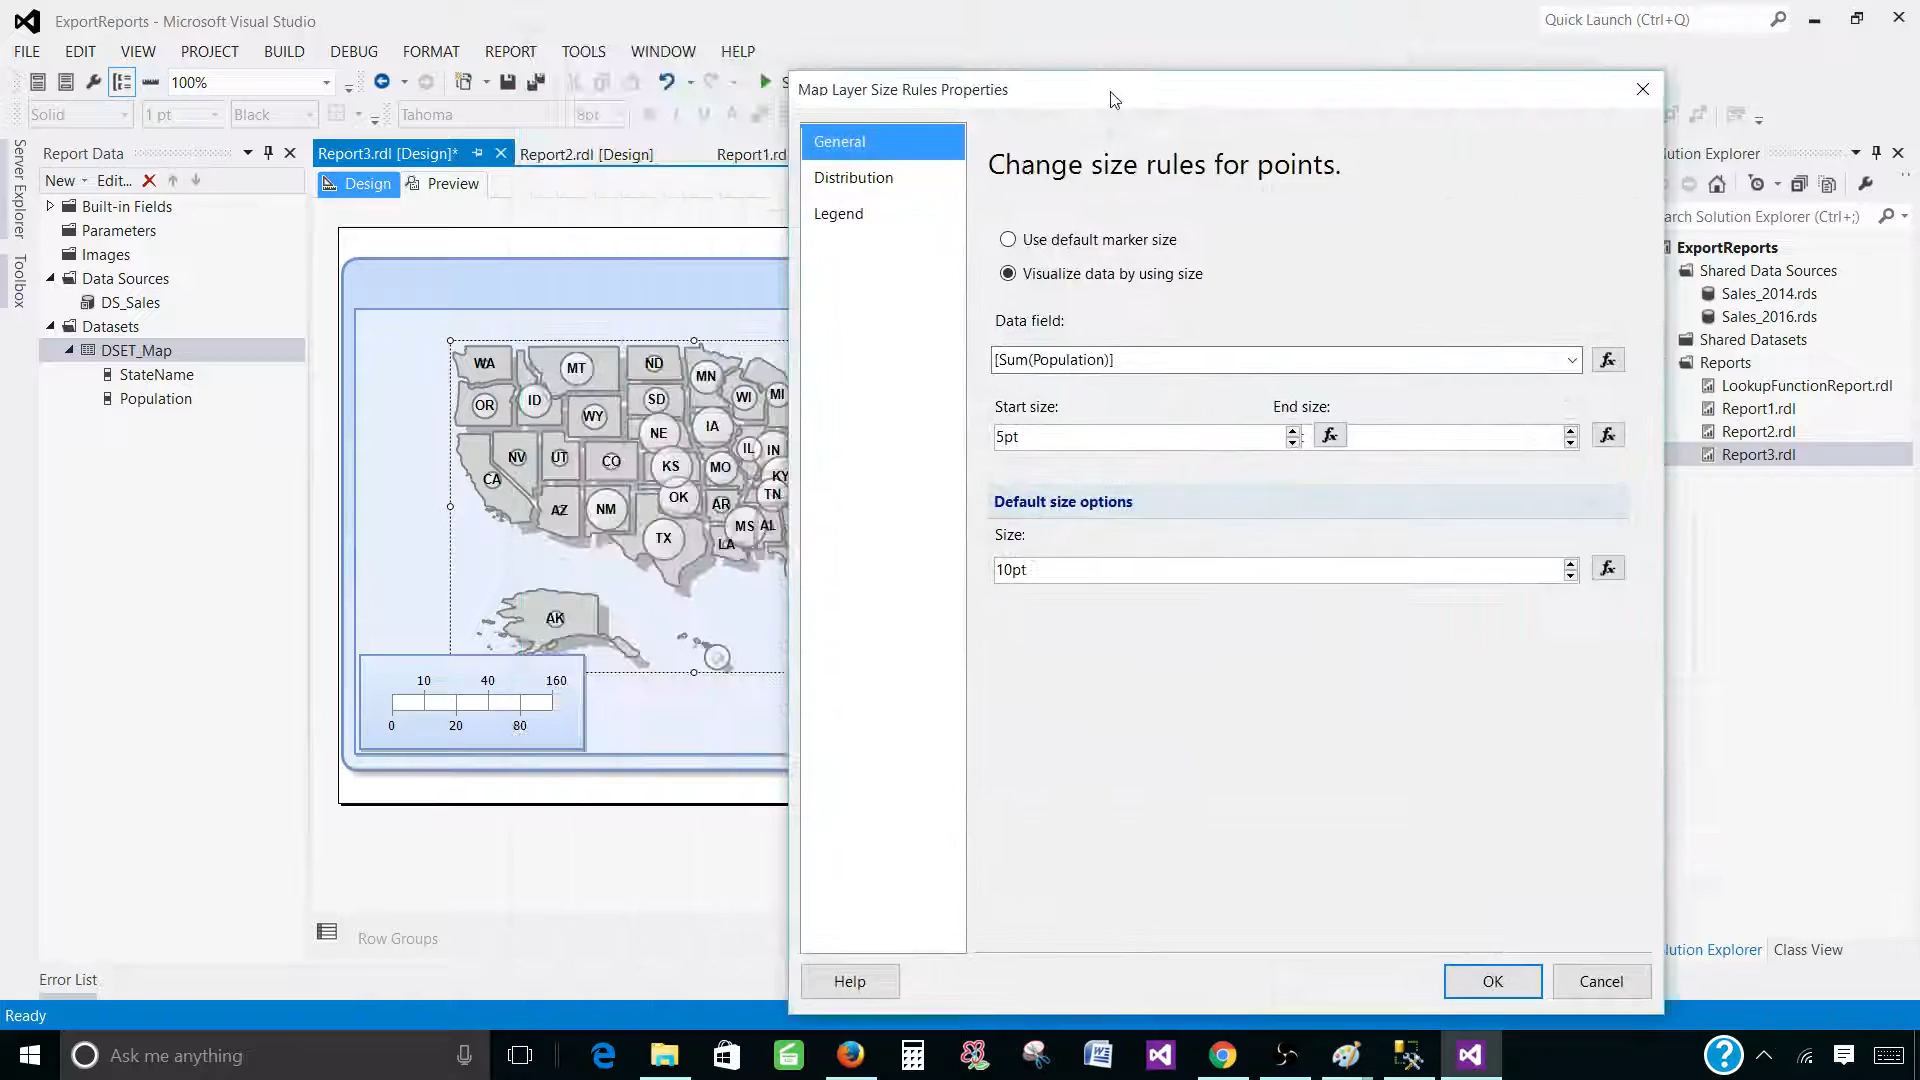 ExportReports - Microsoft Visual Studio
Quick Launch (Ctrl+Q)
FILE EDIT VIEW PROJECT BUILD DEBUG FORMAT REPORT TOOLS WINDOW HELP
100%
Solid 1 pt Black Tahoma 8pt
Map Layer Size Rules Properties
Server Explorer
Toolbox
Report Data
New Edit...
Built-in Fields
Parameters
Images
Data Sources
DS_Sales
Datasets
DSET_Map
StateName
Population
Report3.rdl [Design]* Report2.rdl [Design] Report1.rd
Design Preview
WA MT ND MN
OR ID WY SD WI MI
NE IA
NV UT CO KS MO IL IN
CA KY
AZ NM OK AR TN
TX MS AL
LA
AK
10 40 160
0 20 80
Row Groups
Error List
Ready
General
Distribution
Legend
Change size rules for points.
Use default marker size
Visualize data by using size
Data field:
[Sum(Population)]
fx
Start size: End size:
5pt
fx
fx
Default size options
Size:
10pt
fx
Help
OK
Cancel
ution Explorer
arch Solution Explorer (Ctrl+;)
ExportReports
Shared Data Sources
Sales_2014.rds
Sales_2016.rds
Shared Datasets
Reports
LookupFunctionReport.rdl
Report1.rdl
Report2.rdl
Report3.rdl
lution Explorer Class View
Ask me anything